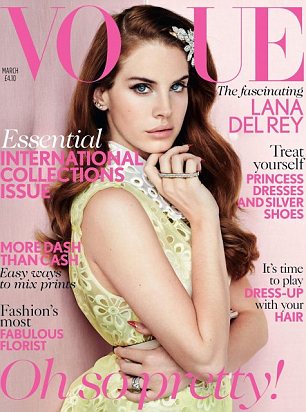 VOGUE
MARCH
£4.10
The fascinating
LANA
DEL REY
Essential
INTERNATIONAL
COLLECTIONS
ISSUE
Treat
yourself
PRINCESS
DRESSES
AND SILVER
SHOES
MORE DASH
THAN CASH
Easy ways
to mix prints
It's time to
play
DRESS-UP
with your
HAIR
Fashion's
most
FABULOUS
FLORIST
Oh so pretty!